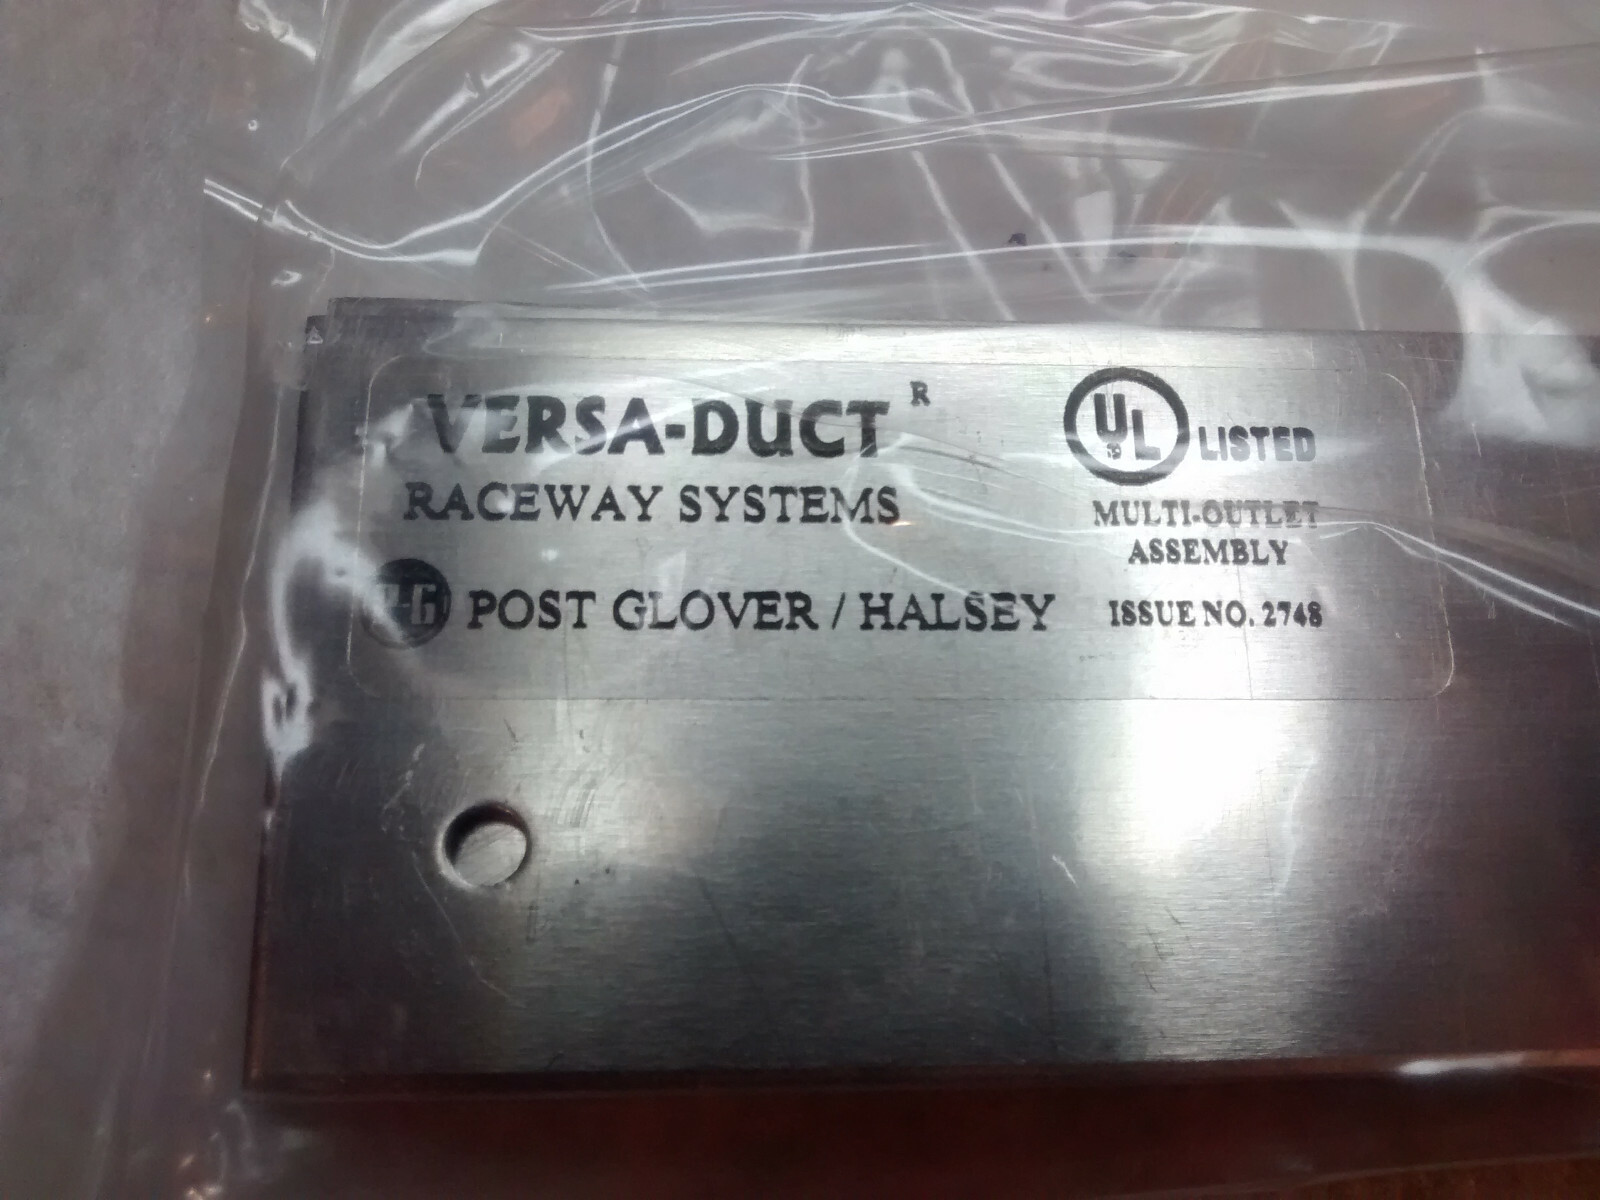 VERSA-DUCT R
RACEWAY SYSTEMS
P-G POST GLOVER / HALSEY
UL LISTED
MULTI-OUTLET
ASSEMBLY
ISSUE NO. 2748